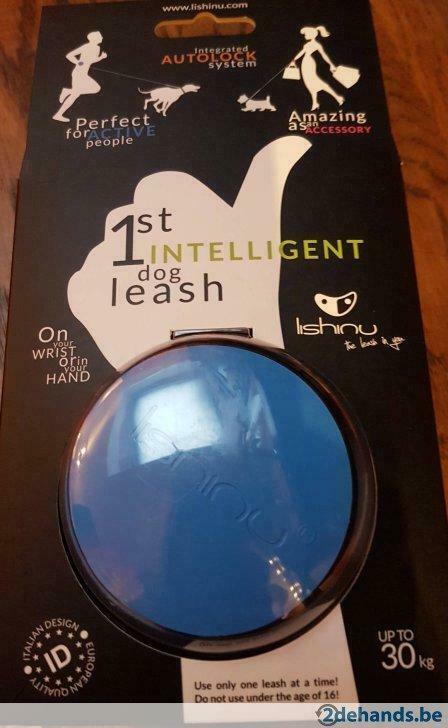 www.lishinu.com
Integrated
AUTOLOCK
system
Perfect
for ACTIVE
people
Amazing
as an ACCESSORY
1st
INTELLIGENT
dog
leash
On
your
WRIST
or in
your
HAND
lishinu
the leash in you
lishinu®
ITALIAN DESIGN
ID
EUROPEAN QUALITY
UP TO
30 kg
Use only one leash at a time!
Do not use under the age of 16!
2dehands.be